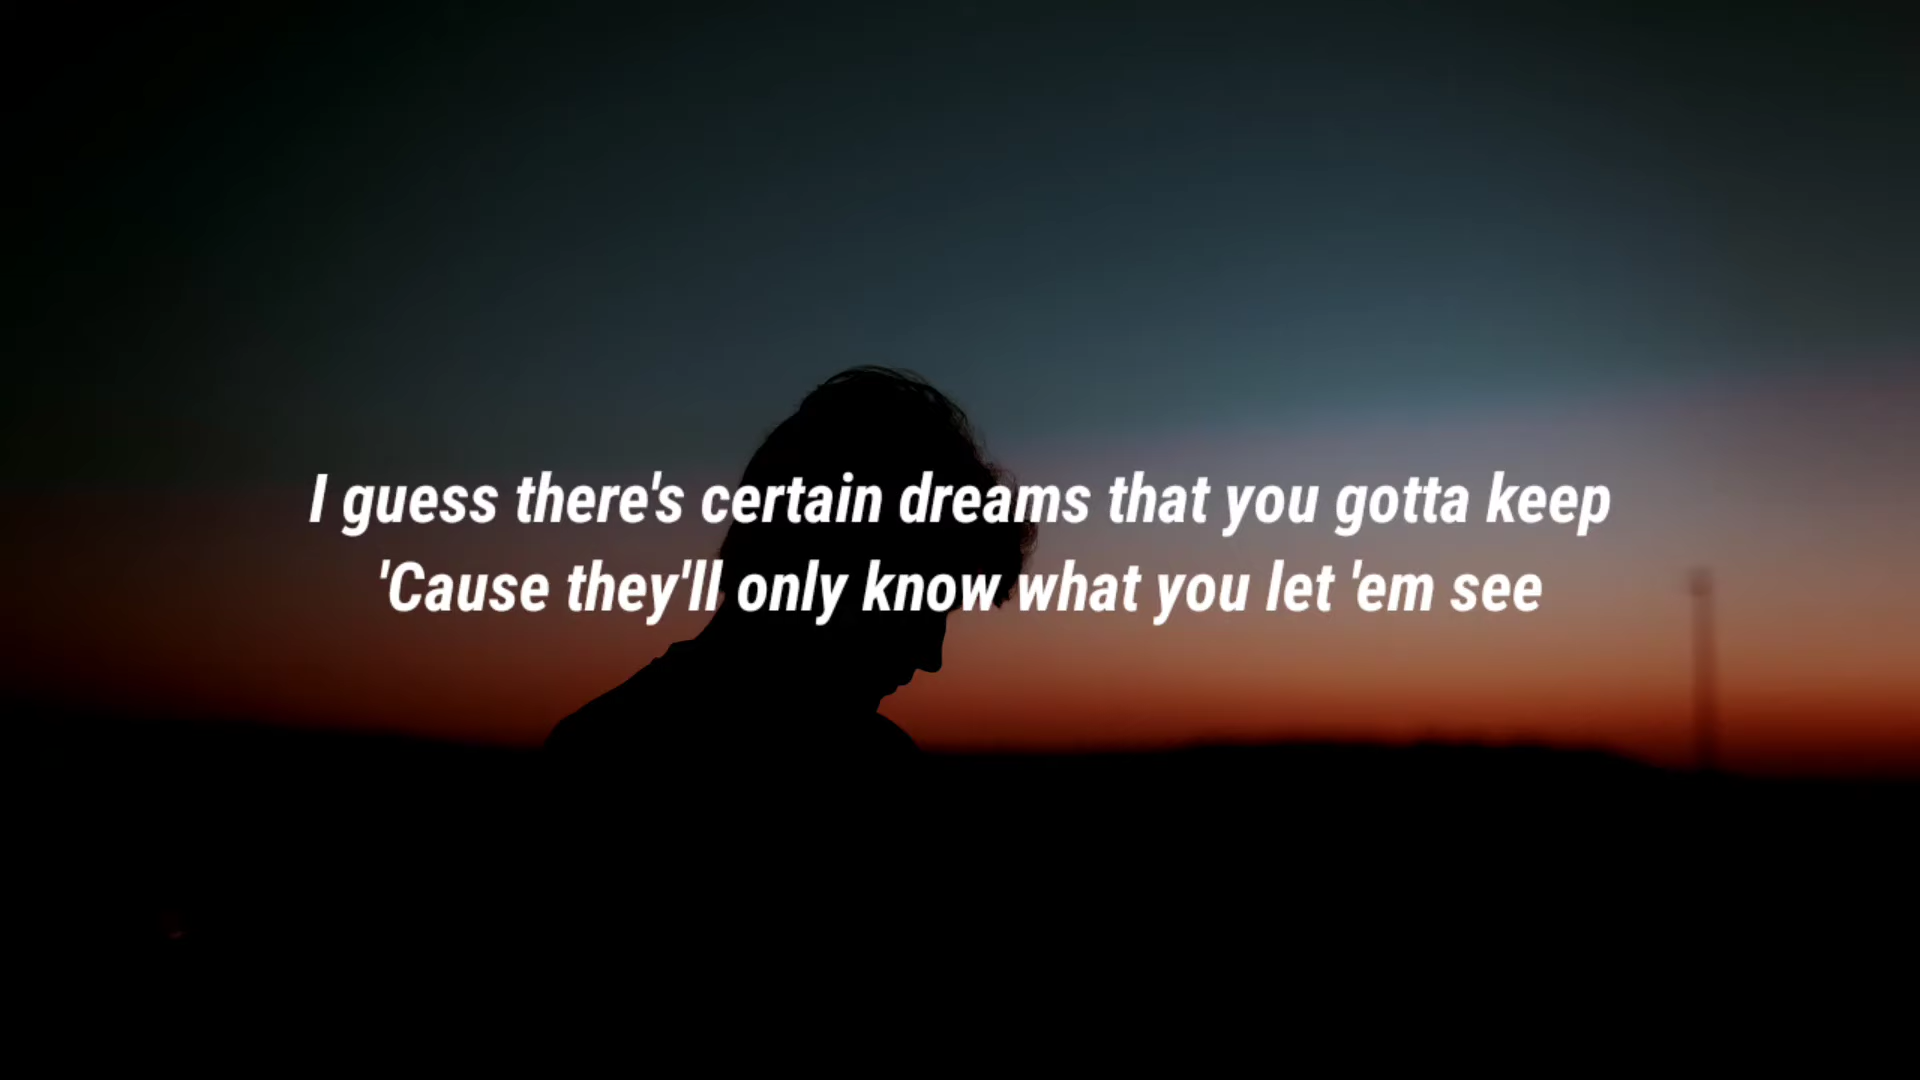 I guess there's certain dreams that you gotta keep
'Cause they'll only know what you let 'em see